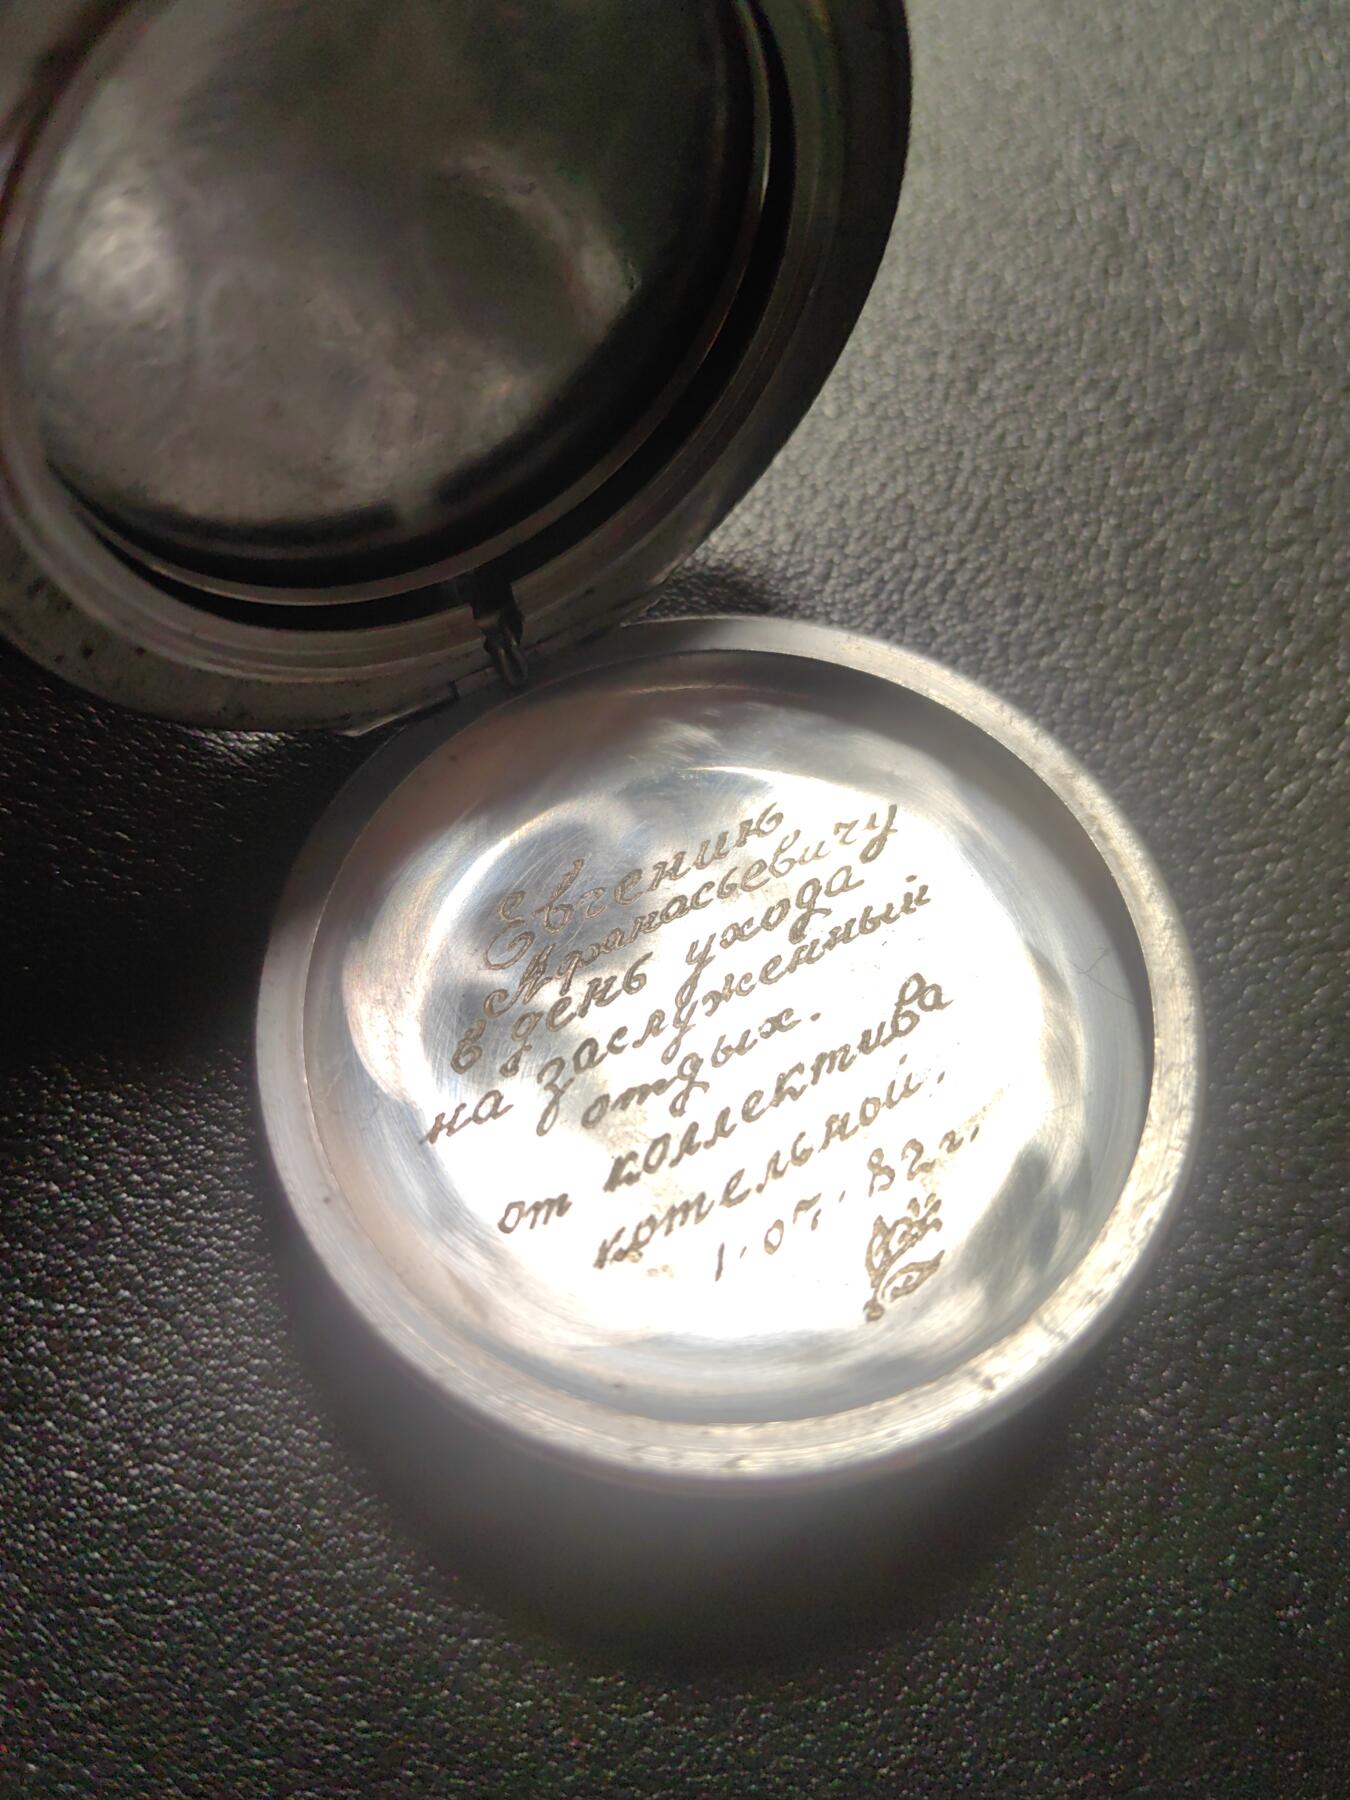 Евгению
Афанасьевичу
в день ухода
на заслуженный
отдых.
от коллектива
котельной.
1.07.82г.